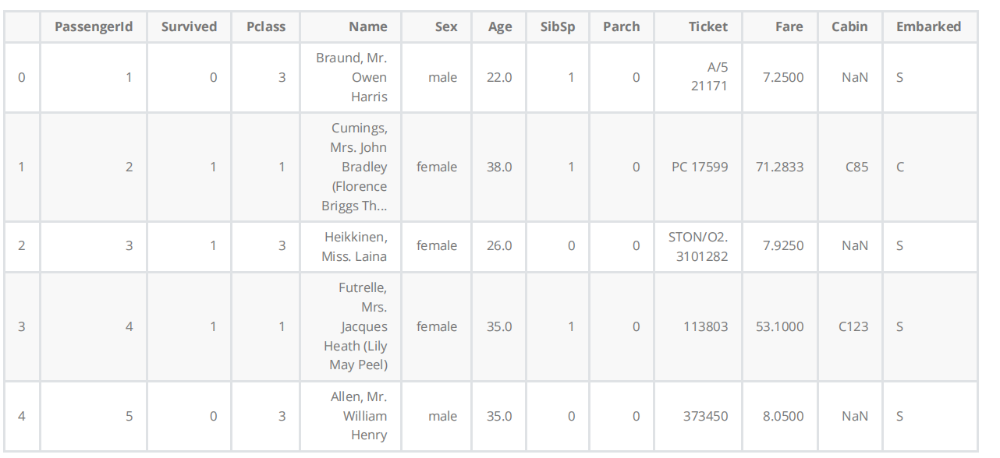 PassengerId Survived Pclass Name Sex Age SibSp Parch Ticket Fare Cabin Embarked
0 1 0 3 Braund, Mr. Owen Harris male 22.0 1 0 A/5 21171 7.2500 NaN S
1 2 1 1 Cumings, Mrs. John Bradley (Florence Briggs Th... female 38.0 1 0 PC 17599 71.2833 C85 C
2 3 1 3 Heikkinen, Miss. Laina female 26.0 0 0 STON/O2. 3101282 7.9250 NaN S
3 4 1 1 Futrelle, Mrs. Jacques Heath (Lily May Peel) female 35.0 1 0 113803 53.1000 C123 S
4 5 0 3 Allen, Mr. William Henry male 35.0 0 0 373450 8.0500 NaN S